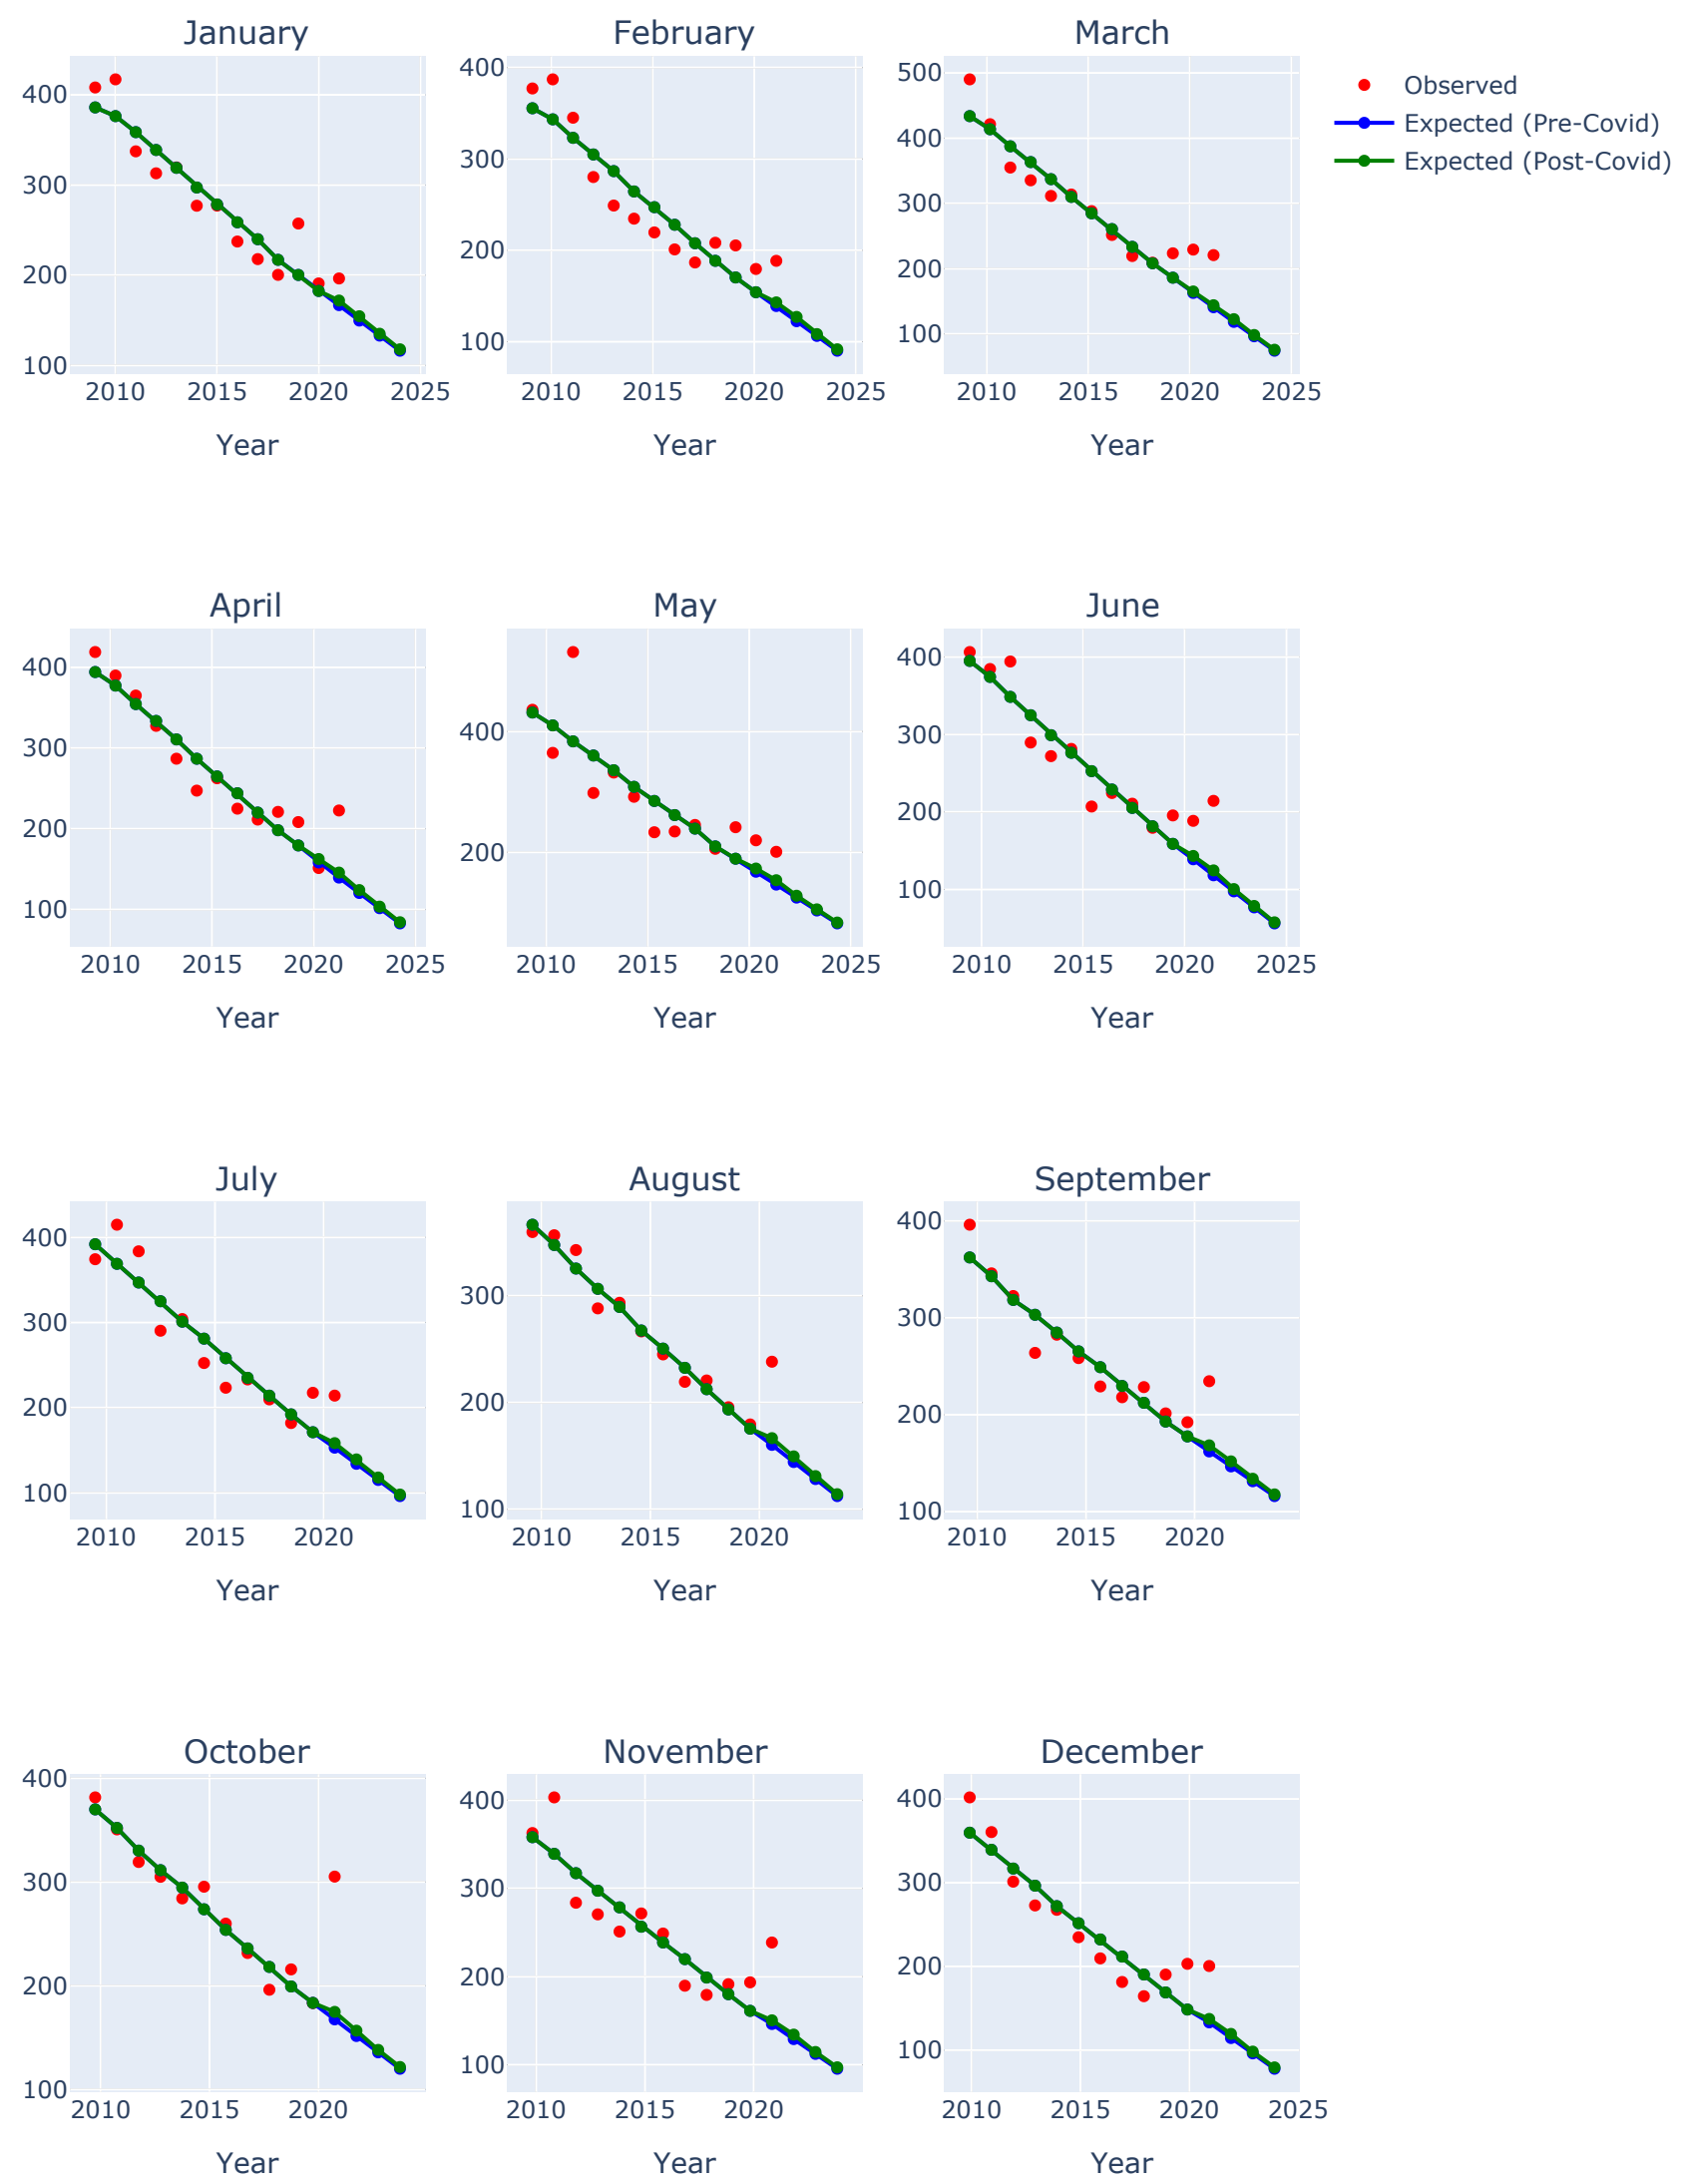 January February March
400
300
200
100
2010 2015 2020 2025
Year
400
300
200
100
2010 2015 2020 2025
Year
500
400
300
200
100
2010 2015 2020 2025
Year
Observed
Expected (Pre-Covid)
Expected (Post-Covid)
April May June
400
300
200
100
2010 2015 2020 2025
Year
400
200
2010 2015 2020 2025
Year
400
300
200
100
2010 2015 2020 2025
Year
July August September
400
300
200
100
2010 2015 2020
Year
300
200
100
2010 2015 2020
Year
400
300
200
100
2010 2015 2020
Year
October November December
400
300
200
100
2010 2015 2020
Year
400
300
200
100
2010 2015 2020
Year
400
300
200
100
2010 2015 2020 2025
Year